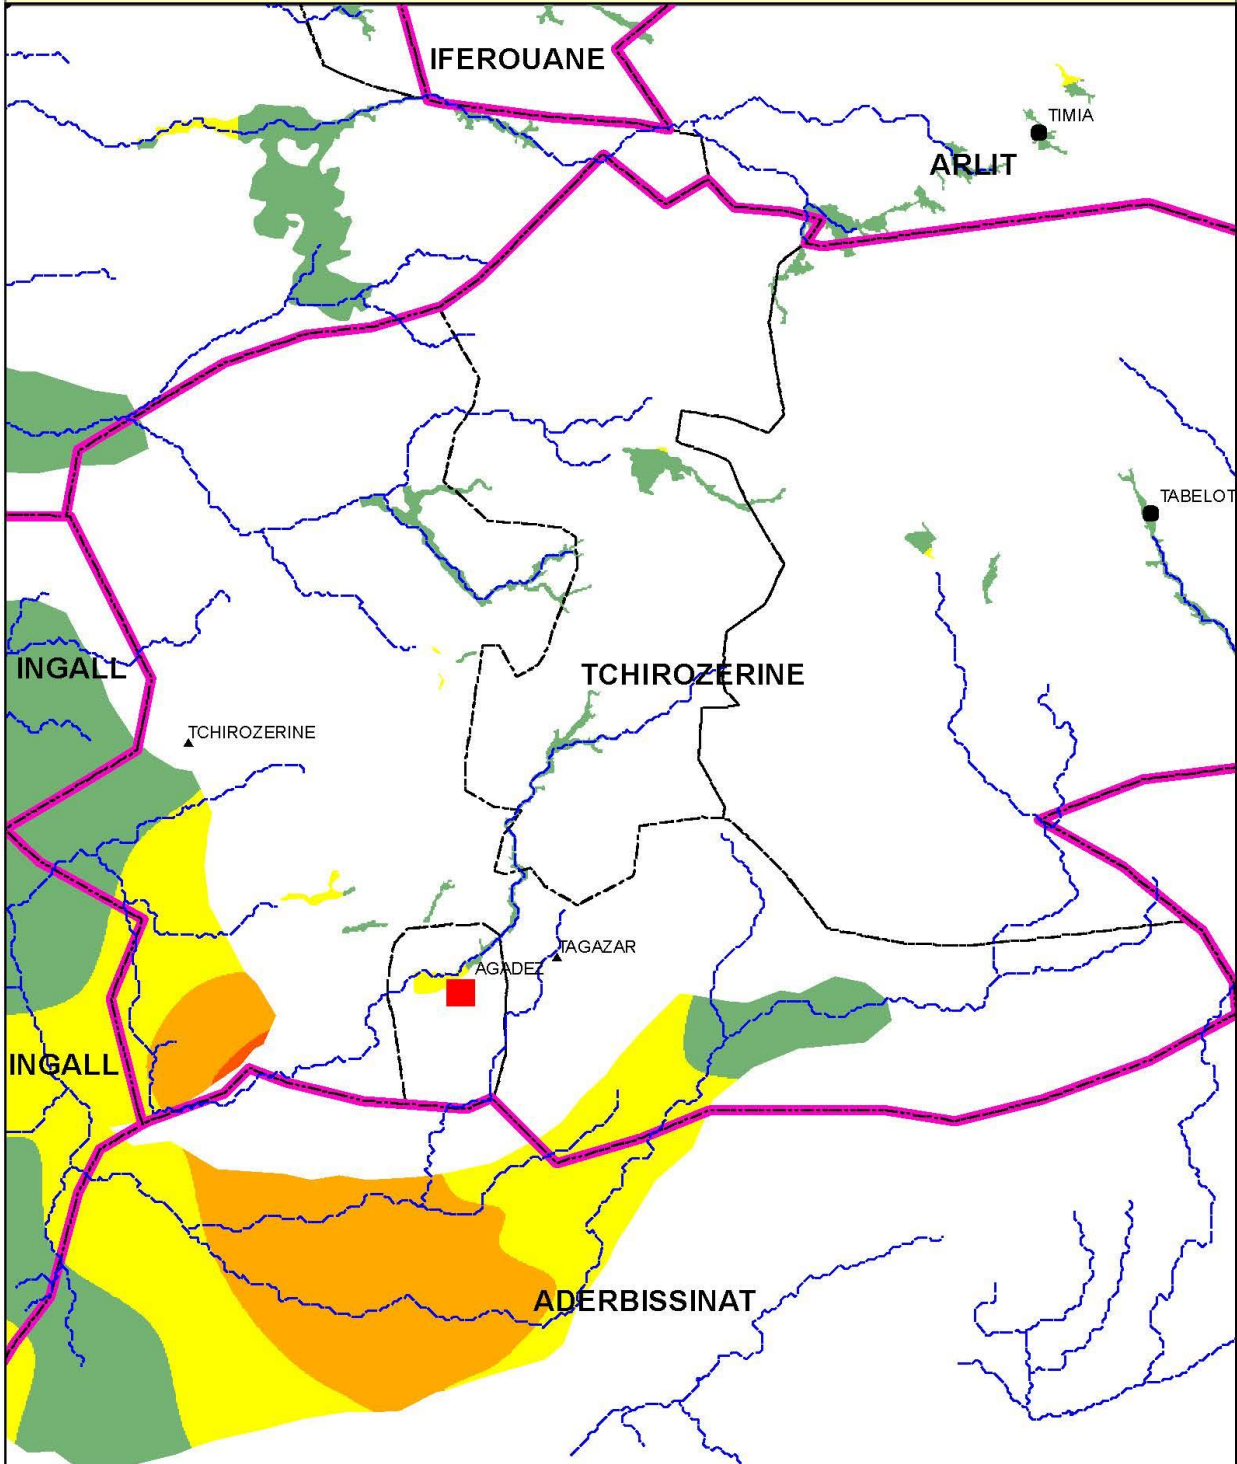 IFEROUANE
TIMIA
ARLIT
TABELOT
INGALL
TCHIROZERINE
TCHIROZERINE
TAGAZAR
AGADEZ
INGALL
ADERBISSINAT